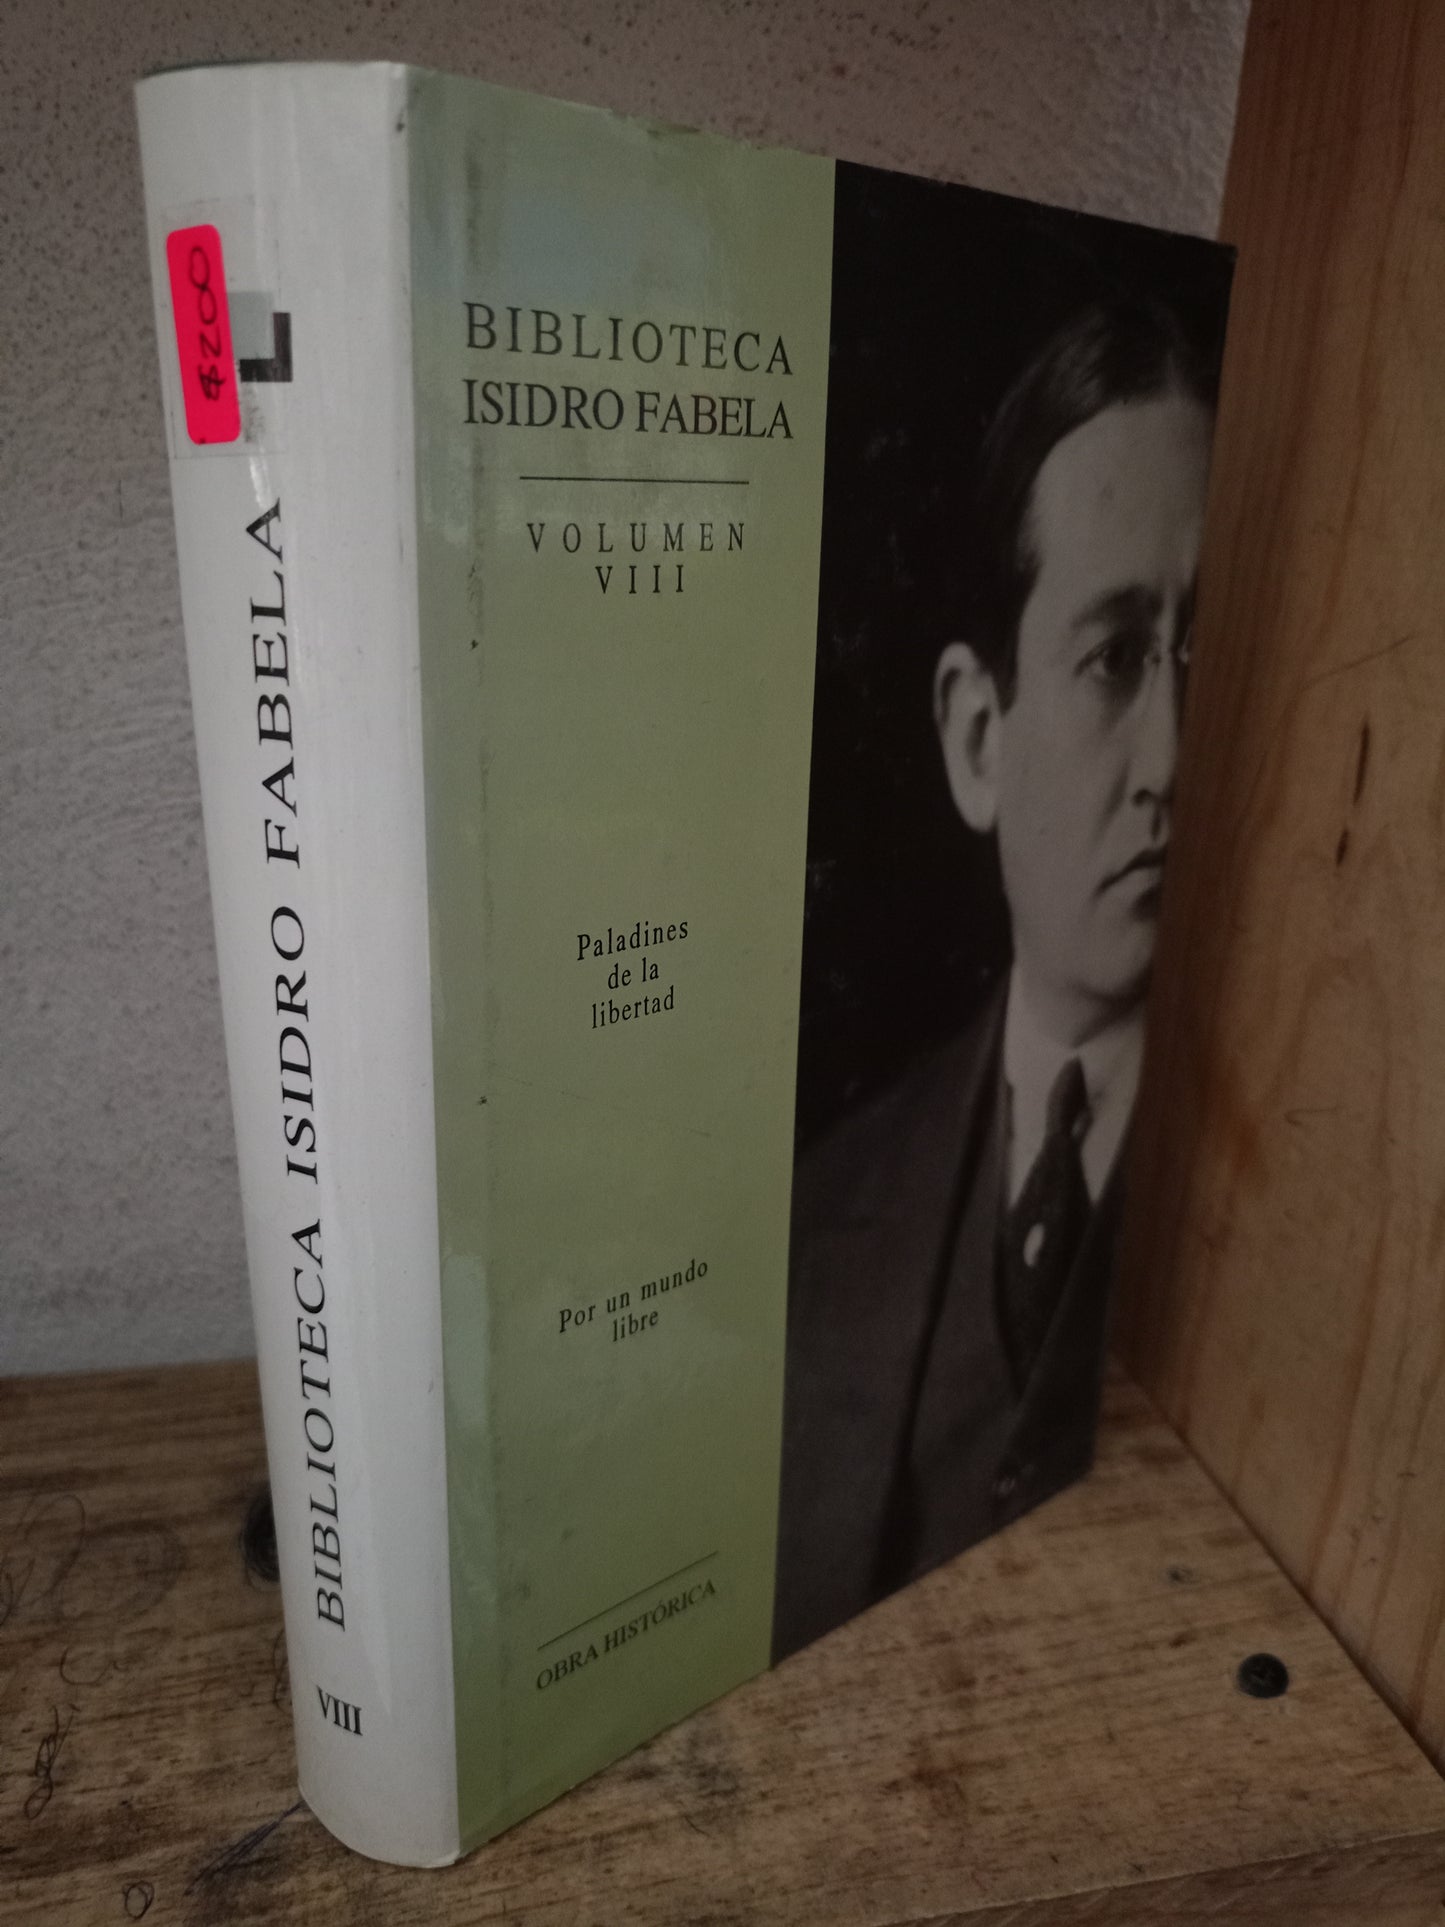 $200
L
BIBLIOTECA ISIDRO FABELA
VIII
BIBLIOTECA
ISIDRO FABELA
VOLUMEN
VIII
Paladines
de la
libertad
Por un mundo
libre
OBRA HISTÓRICA